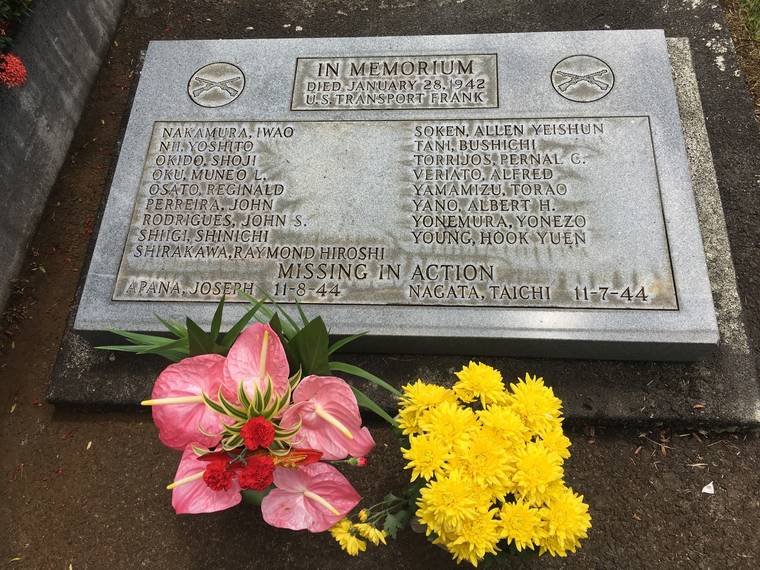 IN MEMORIUM
DIED, JANUARY 28, 1942
U.S. TRANSPORT FRANK
NAKAMURA, IWAO
NII, YOSHITO
OKIDO, SHOJI
OKU, MUNEO L.
OSATO, REGINALD
PERREIRA, JOHN
RODRIGUES, JOHN S.
SHIIGI, SHINICHI
SHIRAKAWA, RAYMOND HIROSHI
SOKEN, ALLEN YEISHUN
TANI, BUSHICHI
TORRIJOS, PERNAL C.
VERIATO, ALFRED
YAMAMIZU, TORAO
YANO, ALBERT H.
YONEMURA, YONEZO
YOUNG, HOOK YUEN
MISSING IN ACTION
APANA, JOSEPH 11-8-44
NAGATA, TAICHI 11-7-44